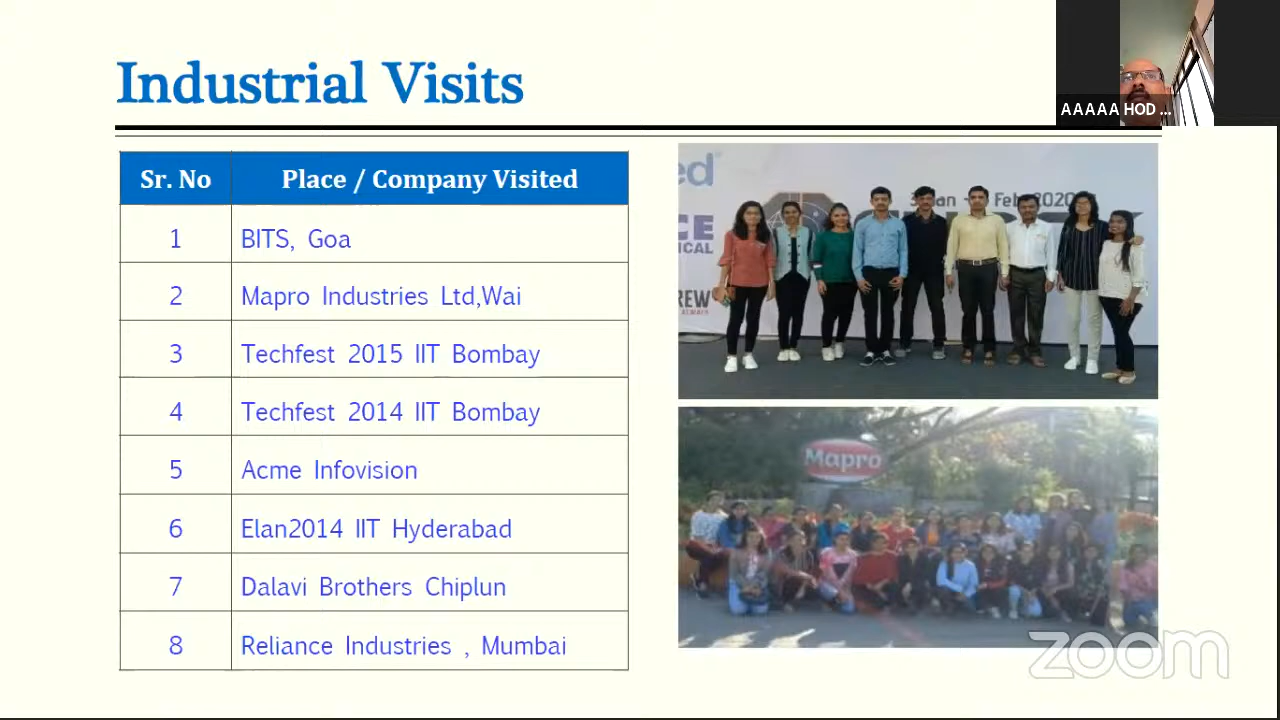 Industrial Visits
AAAAA HOD ...
Sr. No Place / Company Visited
1 BITS, Goa
2 Mapro Industries Ltd,Wai
3 Techfest 2015 IIT Bombay
4 Techfest 2014 IIT Bombay
5 Acme Infovision
6 Elan2014 IIT Hyderabad
7 Dalavi Brothers Chiplun
8 Reliance Industries , Mumbai
2020
Mapro
zoom